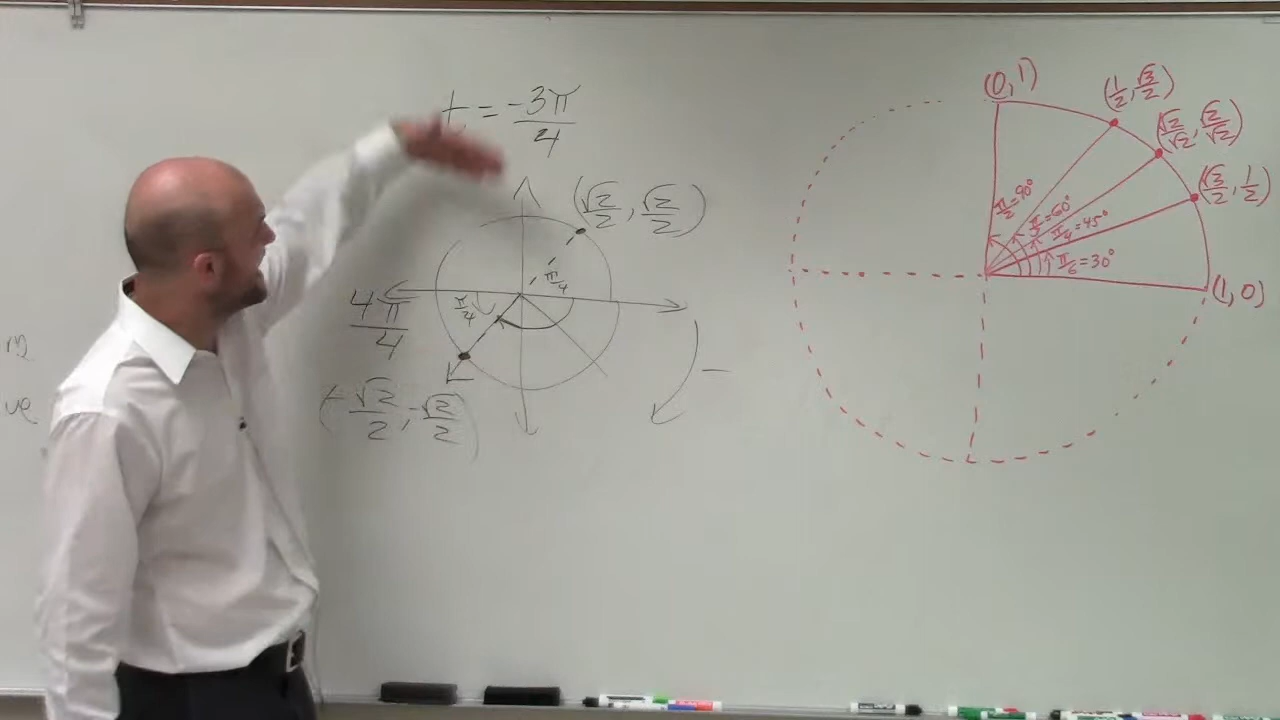 t = -3π/4
(√2/2, √2/2)
π/4
4π/4
π/4
(-√2/2, -√2/2)
−
(0, 1)
(1/2, √3/2)
(√2/√2, √2/√2)
(√3/2, 1/2)
π/2 = 90°
π/3 = 60°
π/4 = 45°
π/6 = 30°
(1, 0)
ve